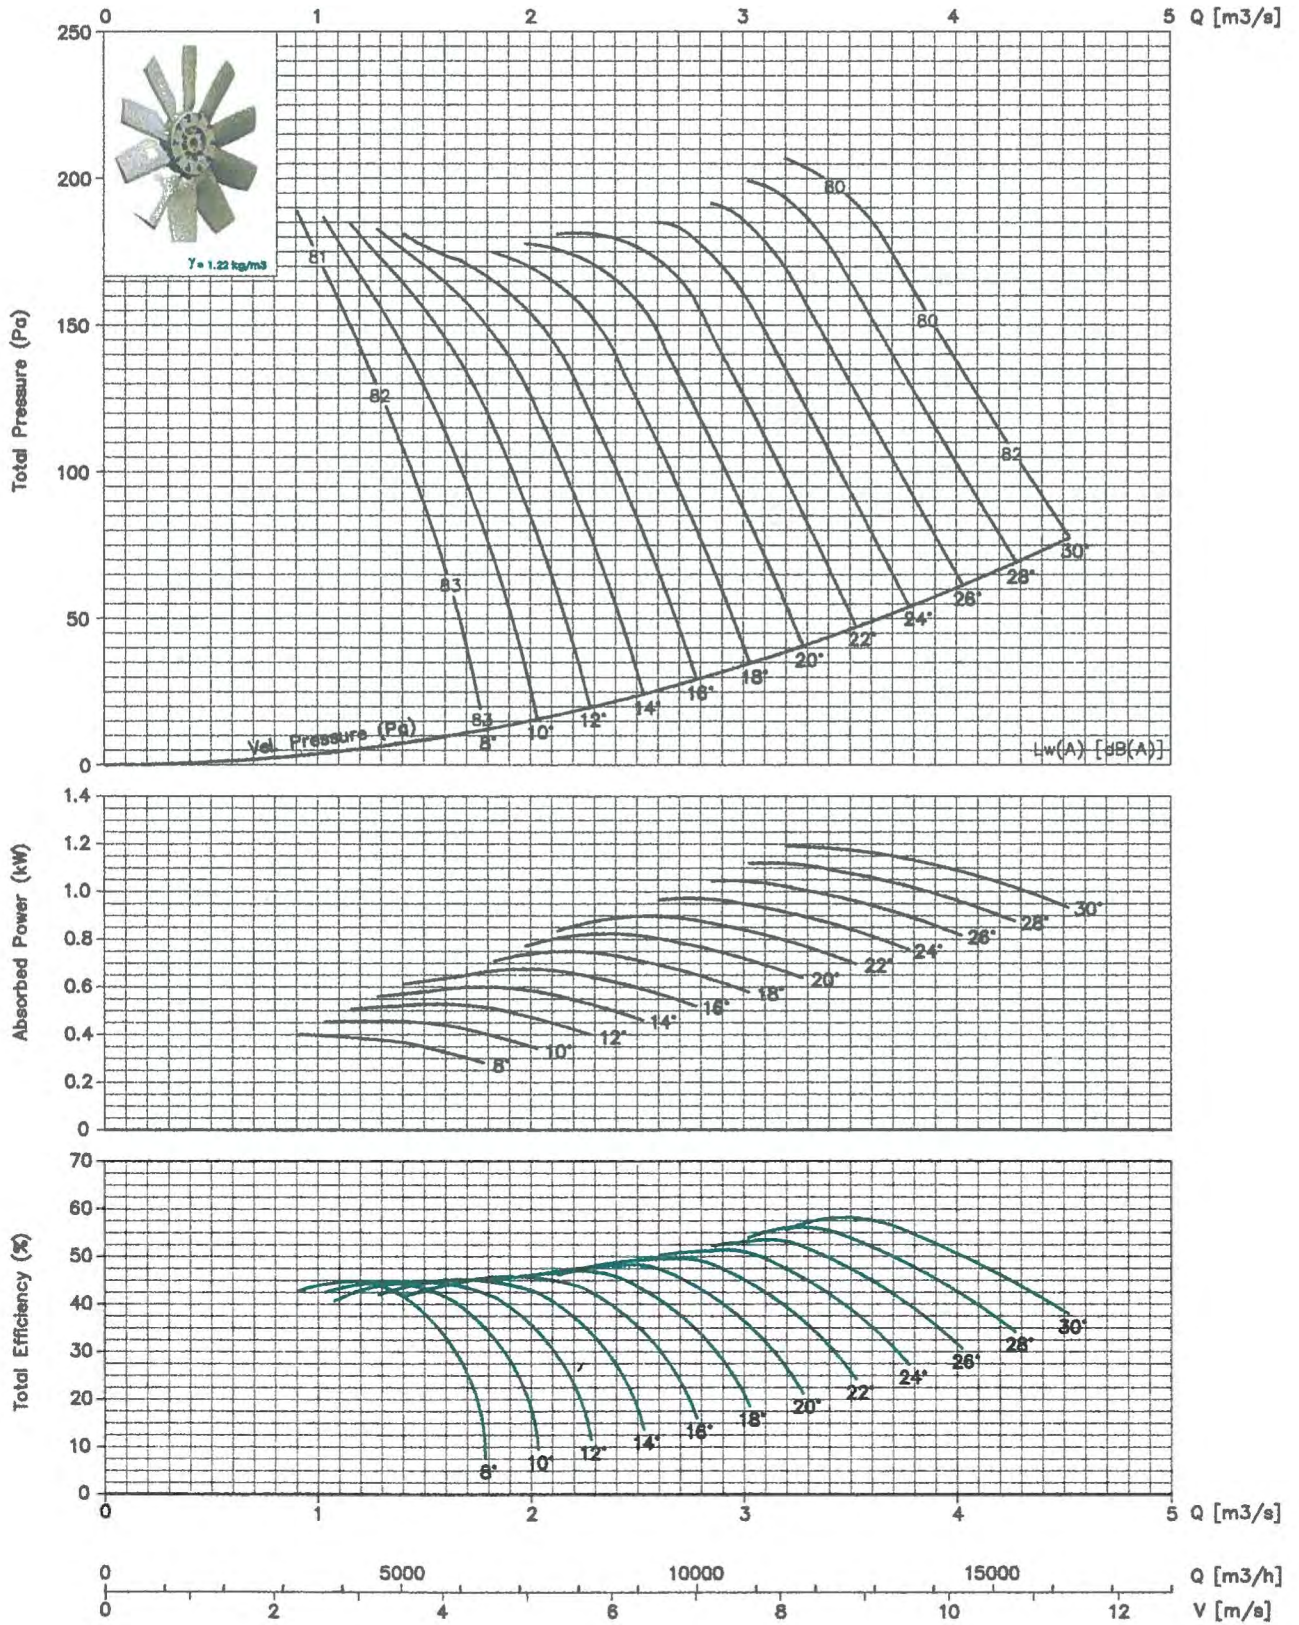 0 1 2 3 4 5 Q [m3/s]
250
200
150
100
50
0
Total Pressure (Pa)
γ= 1.22 kg/m3
81
82
83
83
80
80
82
Vel. Pressure (Pa)
8° 10° 12° 14° 16° 18° 20° 22° 24° 26° 28° 30°
Lw(A) [dB(A)]
1.4
1.2
1.0
0.8
0.6
0.4
0.2
0
Absorbed Power (kW)
8° 10° 12° 14° 16° 18° 20° 22° 24° 26° 28° 30°
70
60
50
40
30
20
10
0
Total Efficiency (%)
8° 10° 12° 14° 16° 18° 20° 22° 24° 26° 28° 30°
0 1 2 3 4 5 Q [m3/s]
0 5000 10000 15000 Q [m3/h]
0 2 4 6 8 10 12 V [m/s]